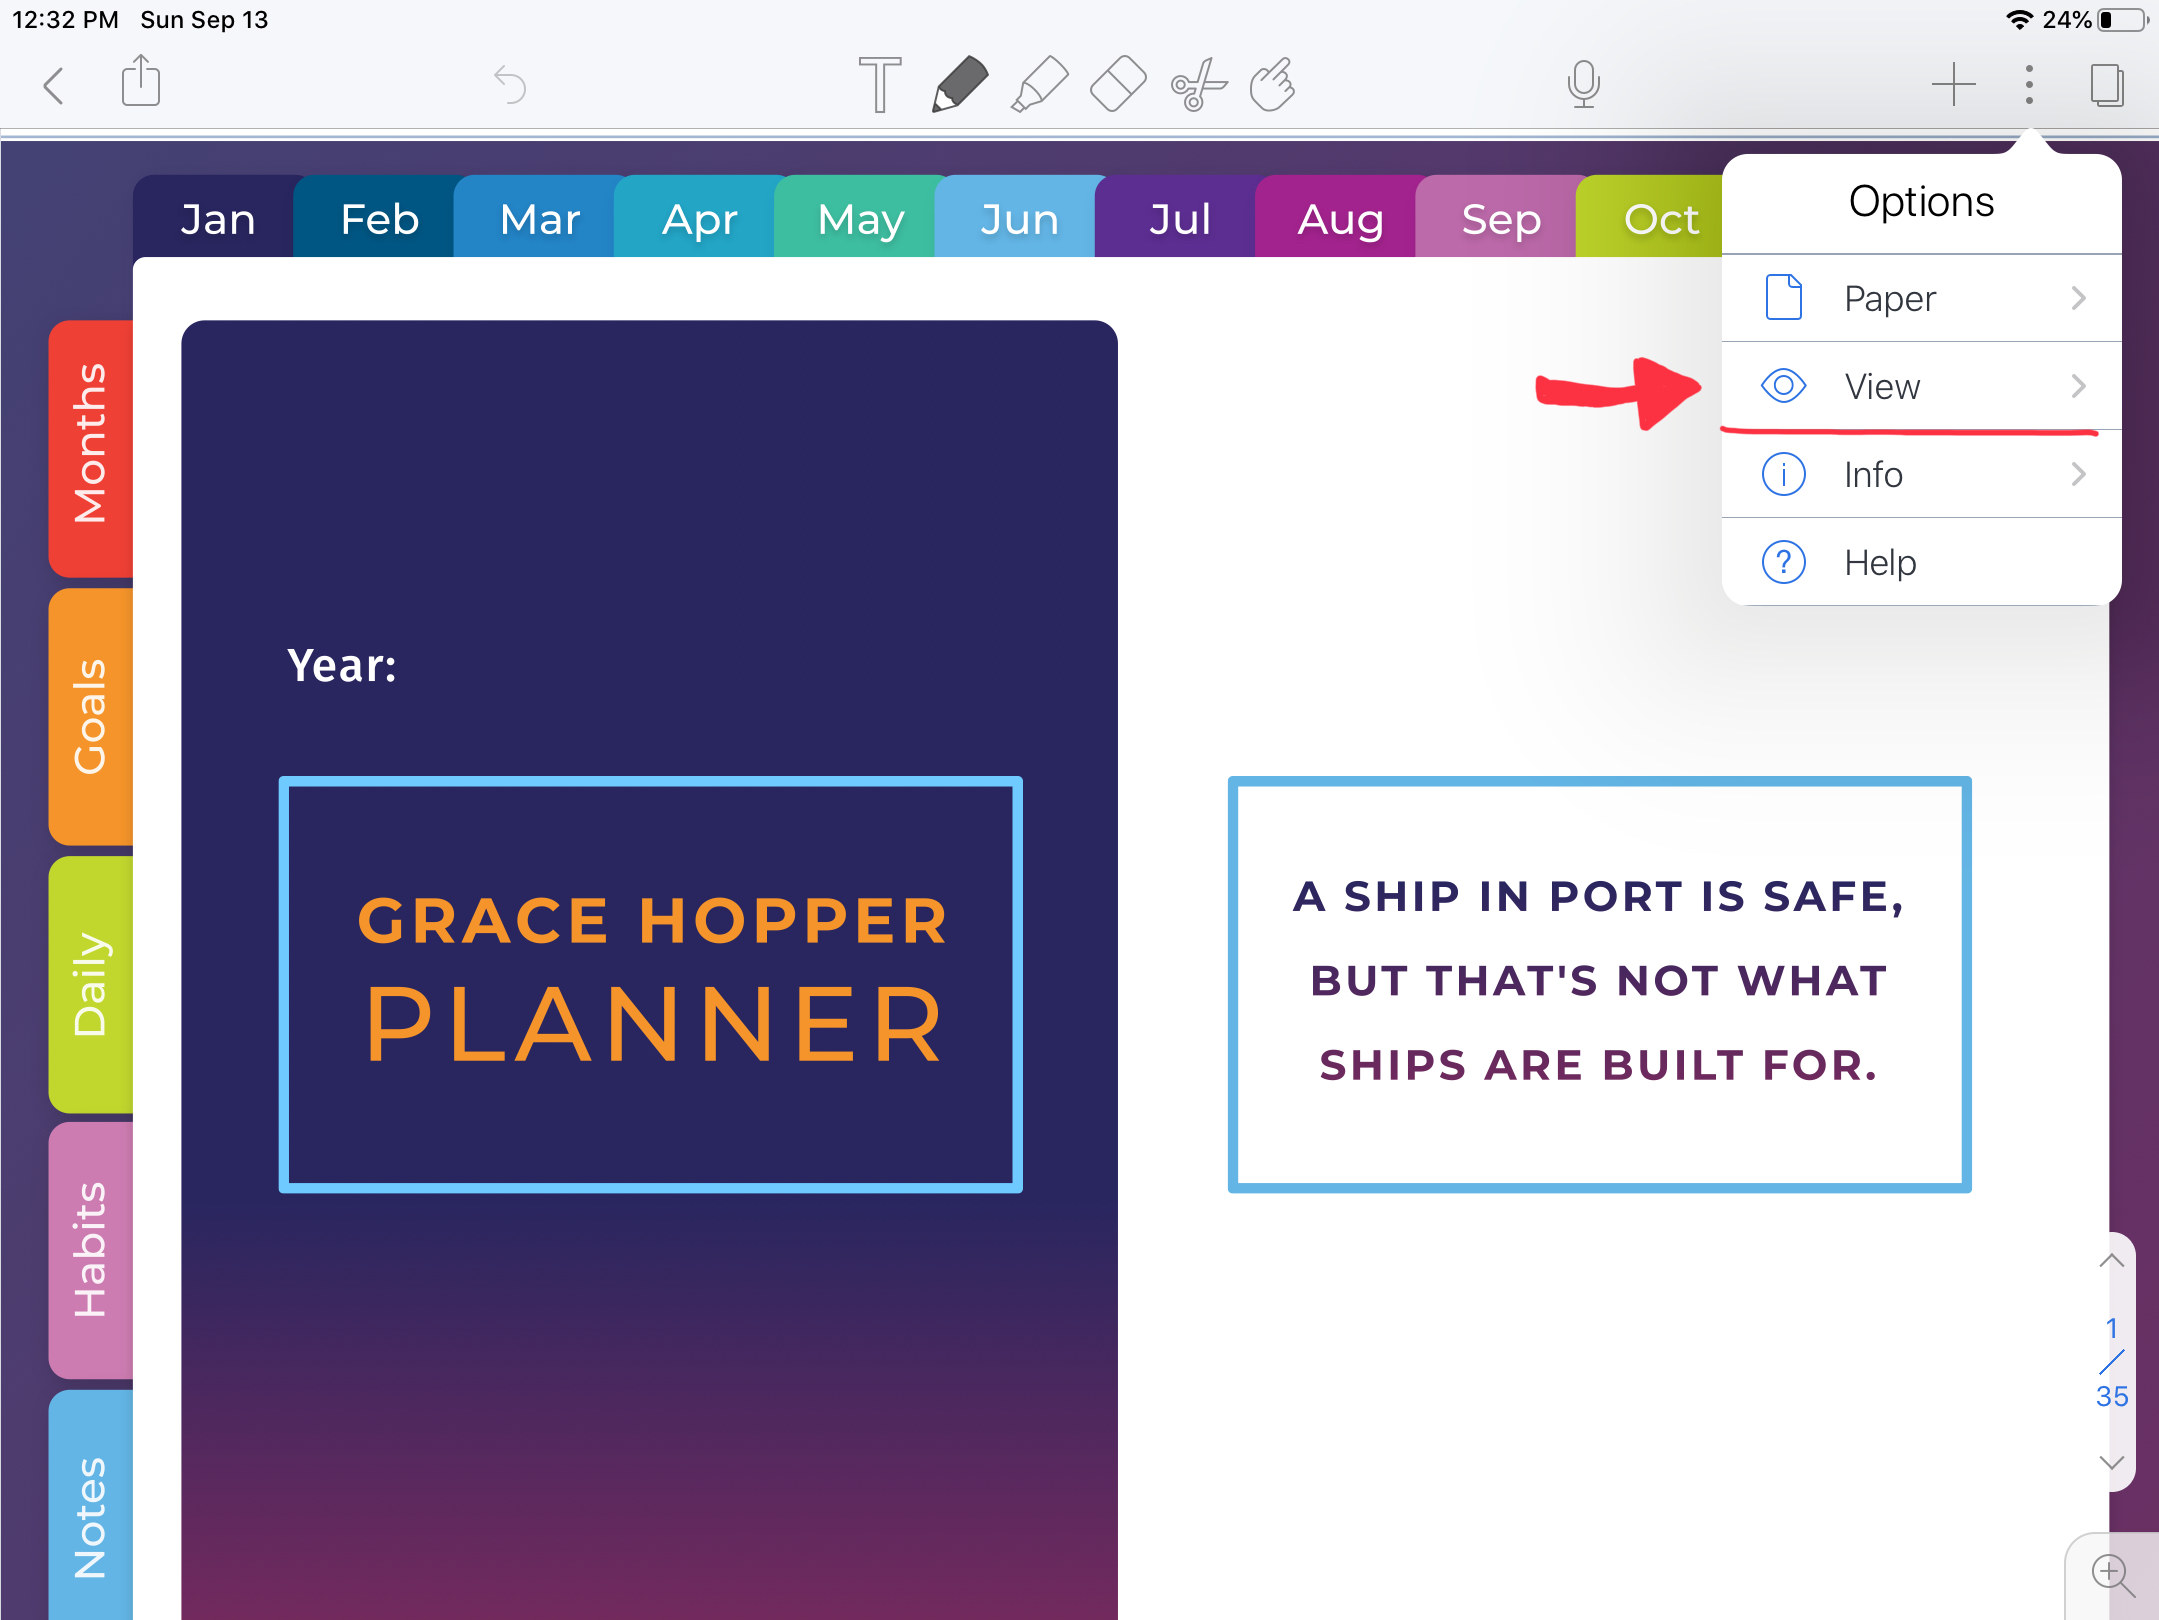 12:32 PM Sun Sep 13
24%
T
Options
Jan Feb Mar Apr May Jun Jul Aug Sep Oct
Paper
View
Info
Help
Months
Goals
Daily
Habits
Notes
Year:
GRACE HOPPER
PLANNER
A SHIP IN PORT IS SAFE,
BUT THAT'S NOT WHAT
SHIPS ARE BUILT FOR.
1
/
35